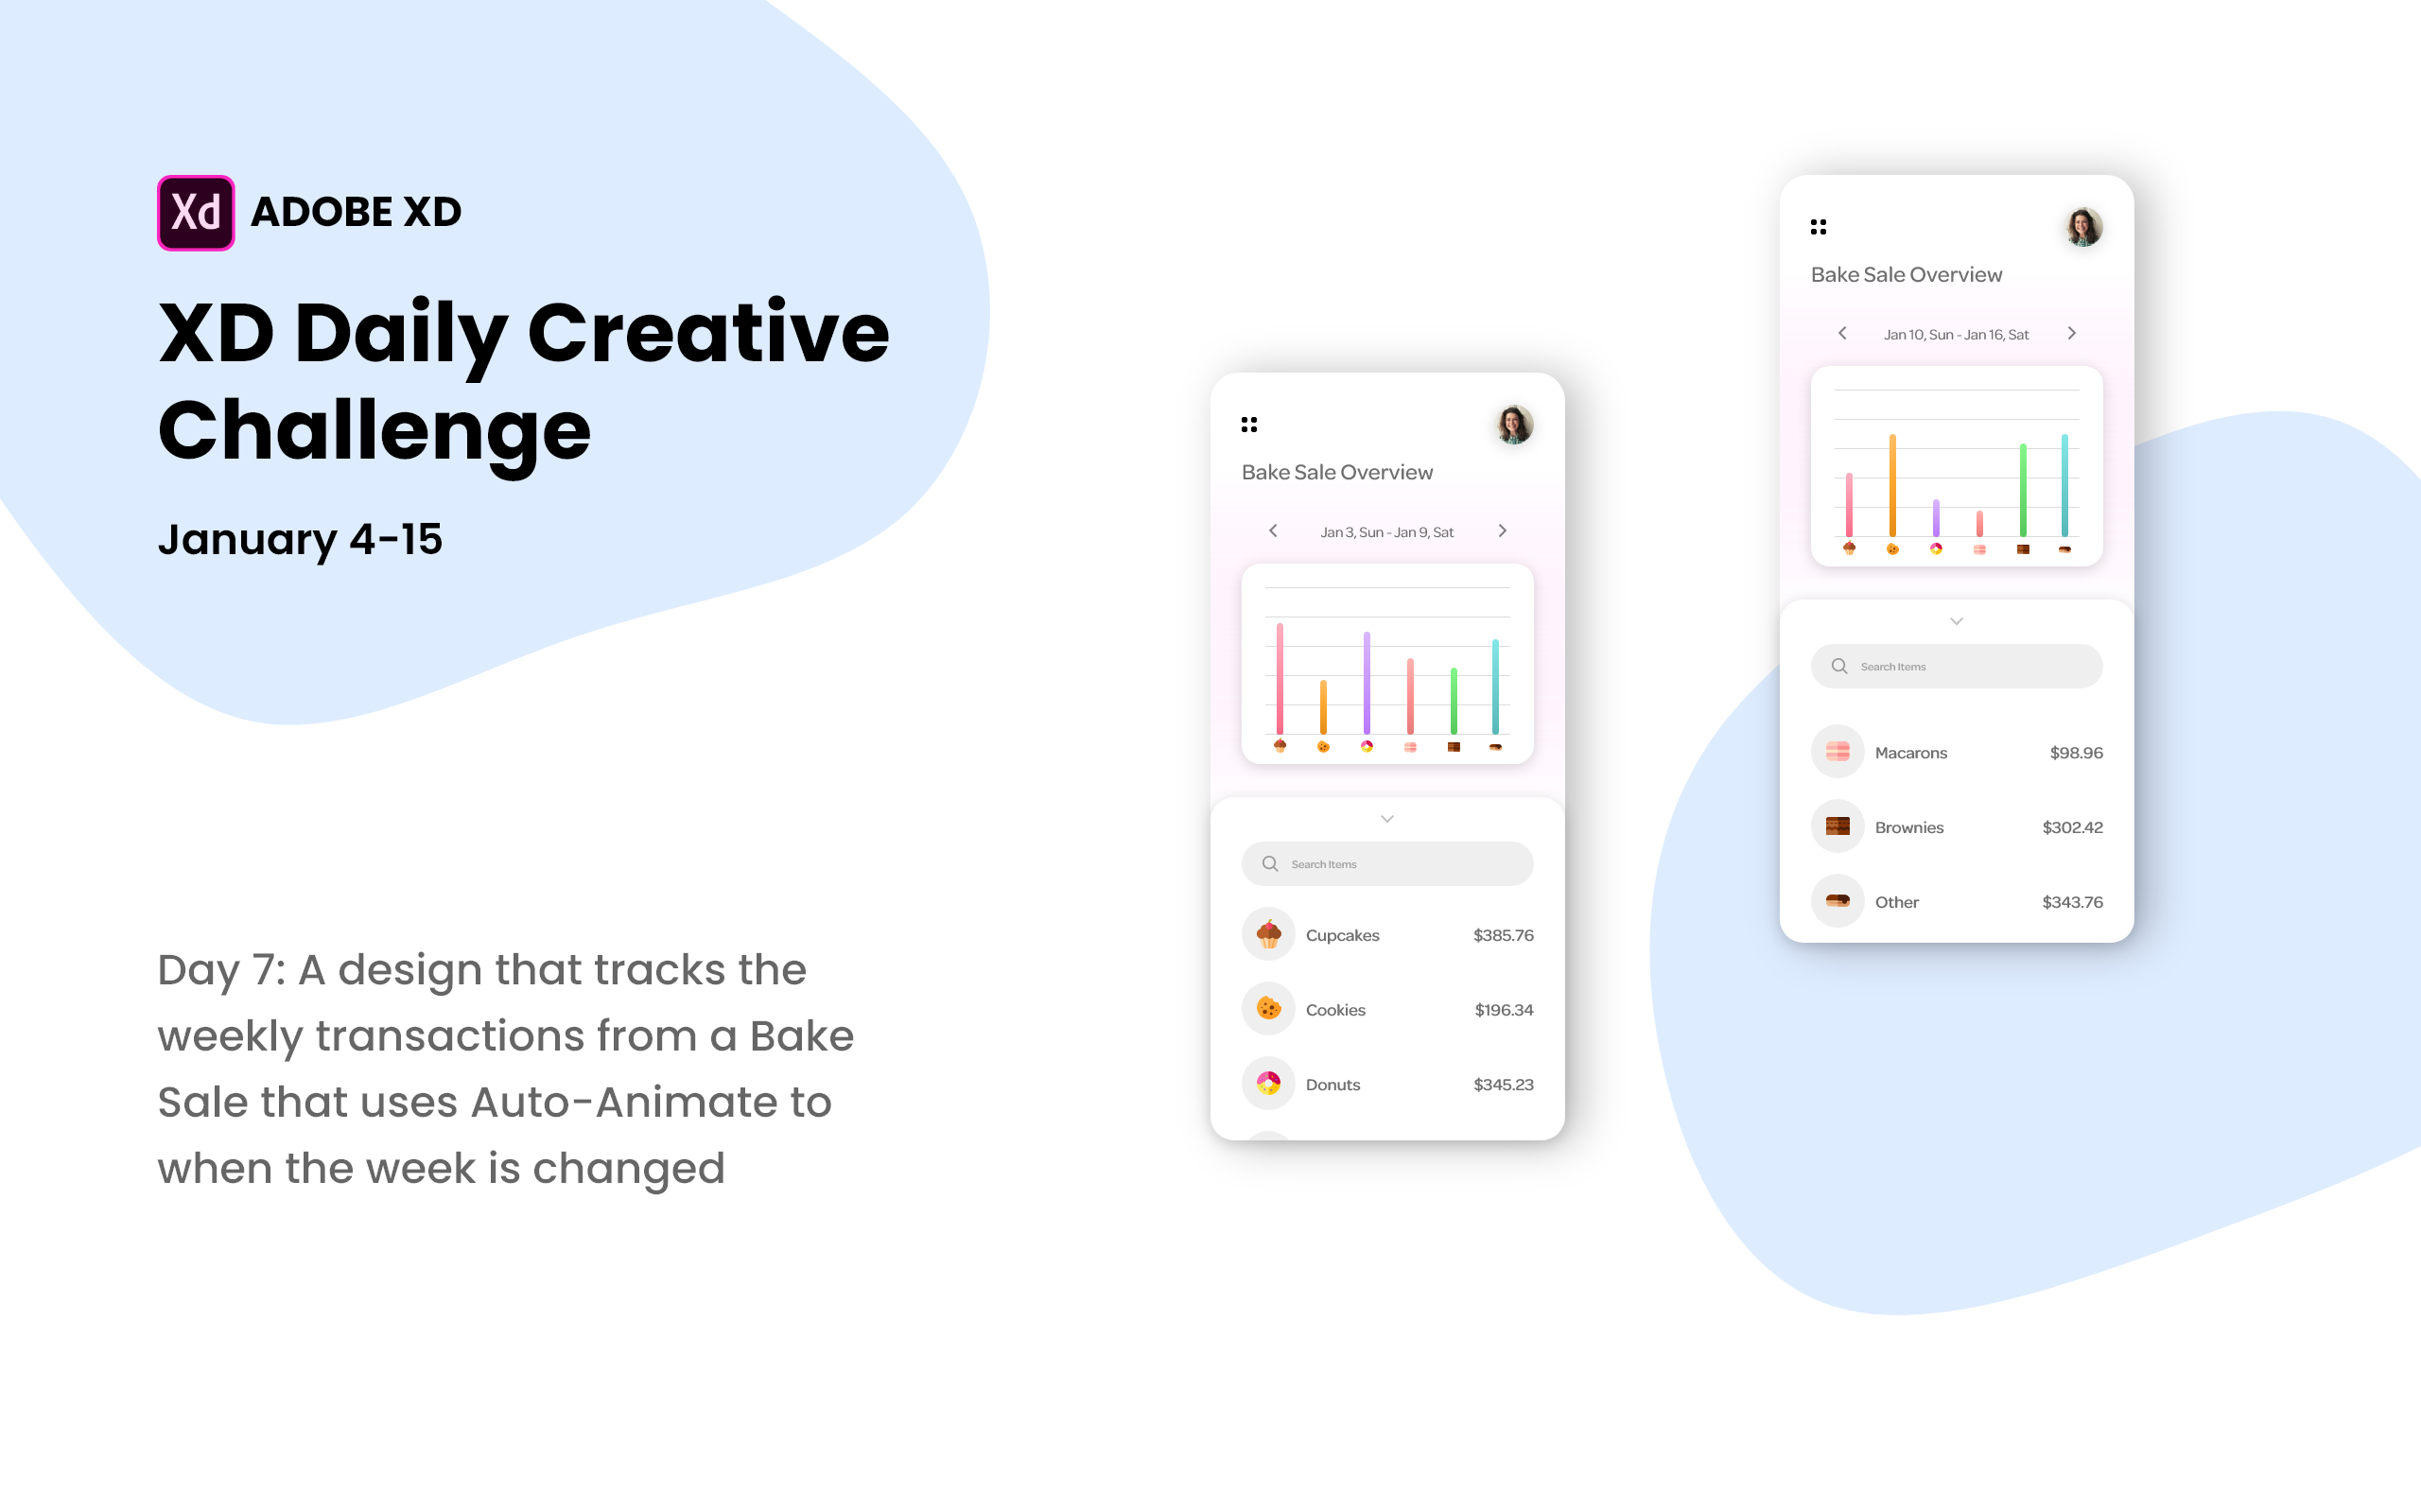 Xd ADOBE XD
XD Daily Creative
Challenge
January 4-15
Day 7: A design that tracks the
weekly transactions from a Bake
Sale that uses Auto-Animate to
when the week is changed
Bake Sale Overview
Jan 3, Sun - Jan 9, Sat
Search Items
Cupcakes $385.76
Cookies $196.34
Donuts $345.23
Bake Sale Overview
Jan 10, Sun - Jan 16, Sat
Search Items
Macarons $98.96
Brownies $302.42
Other $343.76